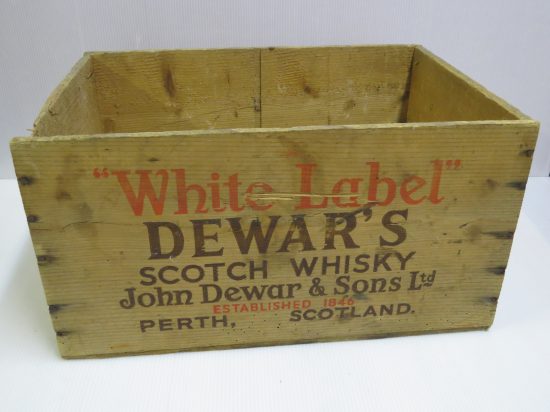 "White Label"
DEWAR'S
SCOTCH WHISKY
John Dewar & Sons Ltd
ESTABLISHED 1846
PERTH, SCOTLAND.